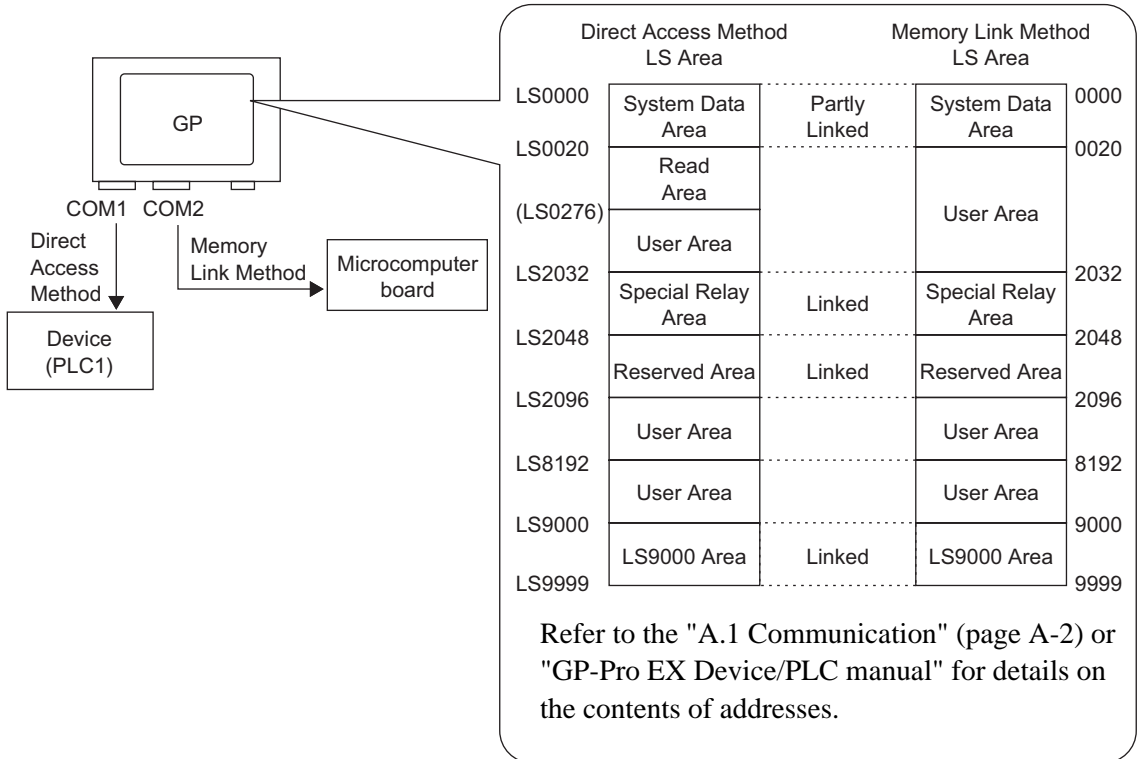 GP
COM1 COM2
Direct
Access
Method
Memory
Link Method
Microcomputer
board
Device
(PLC1)
Direct Access Method
LS Area
Memory Link Method
LS Area
LS0000
System Data
Area
Partly
Linked
System Data
Area
0000
LS0020
0020
Read
Area
(LS0276)
User Area
User Area
LS2032
2032
Special Relay
Area
Linked
Special Relay
Area
LS2048
2048
Reserved Area
Linked
Reserved Area
LS2096
2096
User Area
User Area
LS8192
8192
User Area
User Area
LS9000
9000
LS9000 Area
Linked
LS9000 Area
LS9999
9999
Refer to the "A.1 Communication" (page A-2) or
"GP-Pro EX Device/PLC manual" for details on
the contents of addresses.